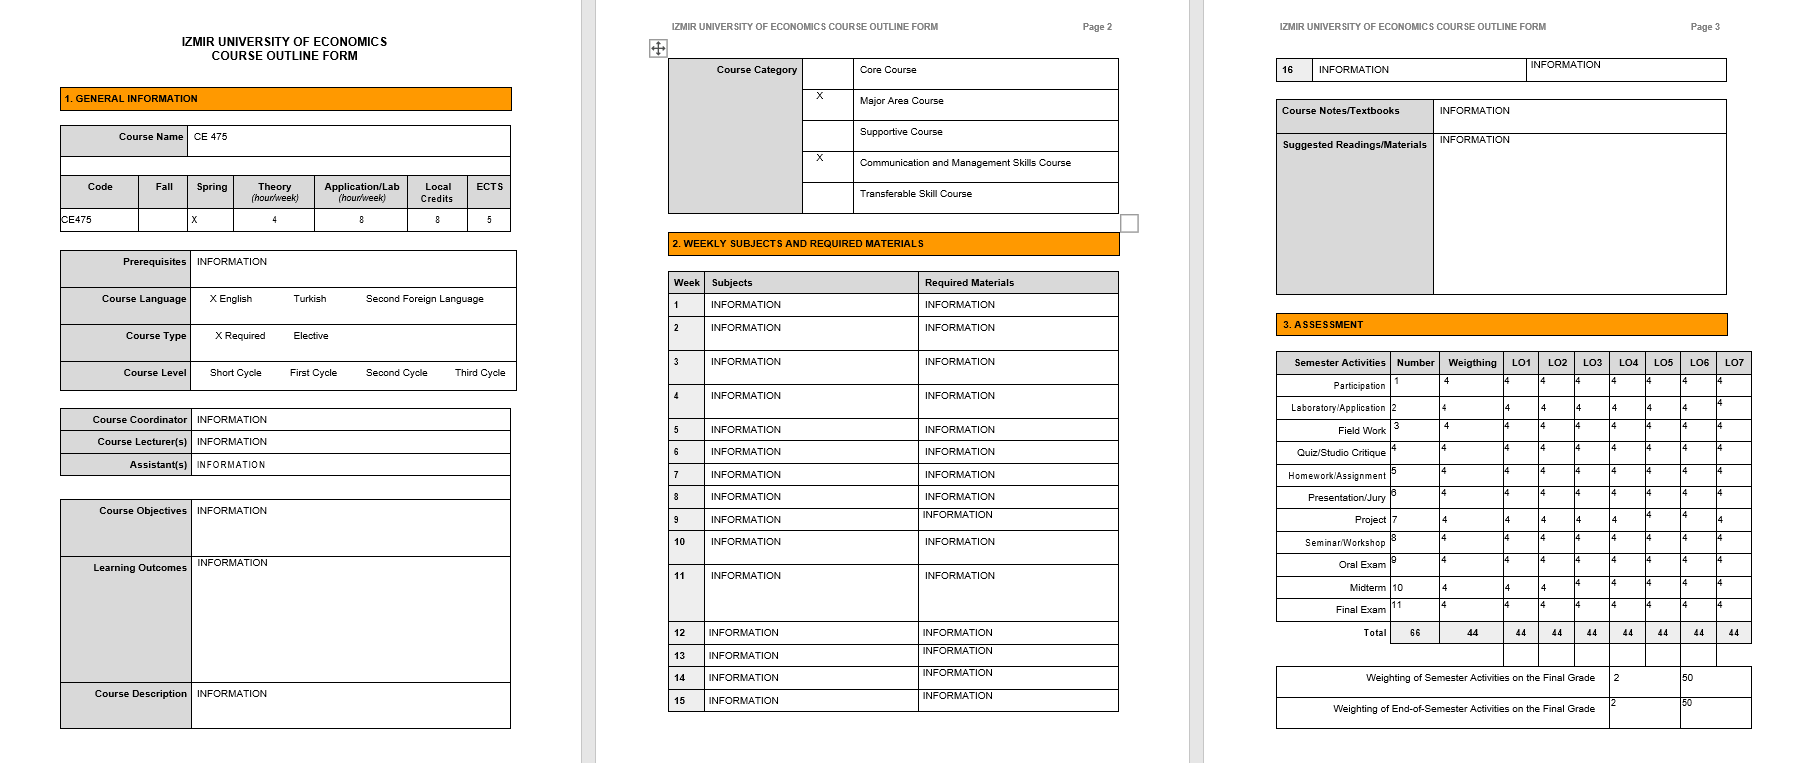 IZMIR UNIVERSITY OF ECONOMICS
COURSE OUTLINE FORM
1. GENERAL INFORMATION
Course Name CE 475
Code Fall Spring Theory (hour/week) Application/Lab (hour/week) Local Credits ECTS
CE475 X 4 8 8 5
Prerequisites INFORMATION
Course Language X English Turkish Second Foreign Language
Course Type X Required Elective
Course Level Short Cycle First Cycle Second Cycle Third Cycle
Course Coordinator INFORMATION
Course Lecturer(s) INFORMATION
Assistant(s) INFORMATION
Course Objectives INFORMATION
Learning Outcomes INFORMATION
Course Description INFORMATION
IZMIR UNIVERSITY OF ECONOMICS COURSE OUTLINE FORM Page 2
Course Category Core Course
X Major Area Course
Supportive Course
X Communication and Management Skills Course
Transferable Skill Course
2. WEEKLY SUBJECTS AND REQUIRED MATERIALS
Week Subjects Required Materials
1 INFORMATION INFORMATION
2 INFORMATION INFORMATION
3 INFORMATION INFORMATION
4 INFORMATION INFORMATION
5 INFORMATION INFORMATION
6 INFORMATION INFORMATION
7 INFORMATION INFORMATION
8 INFORMATION INFORMATION
9 INFORMATION INFORMATION
10 INFORMATION INFORMATION
11 INFORMATION INFORMATION
12 INFORMATION INFORMATION
13 INFORMATION INFORMATION
14 INFORMATION INFORMATION
15 INFORMATION INFORMATION
IZMIR UNIVERSITY OF ECONOMICS COURSE OUTLINE FORM Page 3
16 INFORMATION INFORMATION
Course Notes/Textbooks INFORMATION
Suggested Readings/Materials INFORMATION
3. ASSESSMENT
Semester Activities Number Weigthing LO1 LO2 LO3 LO4 LO5 LO6 LO7
Participation 1 4 4 4 4 4 4 4 4
Laboratory/Application 2 4 4 4 4 4 4 4 4
Field Work 3 4 4 4 4 4 4 4 4
Quiz/Studio Critique 4 4 4 4 4 4 4 4 4
Homework/Assignment 5 4 4 4 4 4 4 4 4
Presentation/Jury 6 4 4 4 4 4 4 4 4
Project 7 4 4 4 4 4 4 4 4
Seminar/Workshop 8 4 4 4 4 4 4 4 4
Oral Exam 9 4 4 4 4 4 4 4 4
Midterm 10 4 4 4 4 4 4 4 4
Final Exam 11 4 4 4 4 4 4 4 4
Total 66 44 44 44 44 44 44 44 44
Weighting of Semester Activities on the Final Grade 2 50
Weighting of End-of-Semester Activities on the Final Grade 2 50